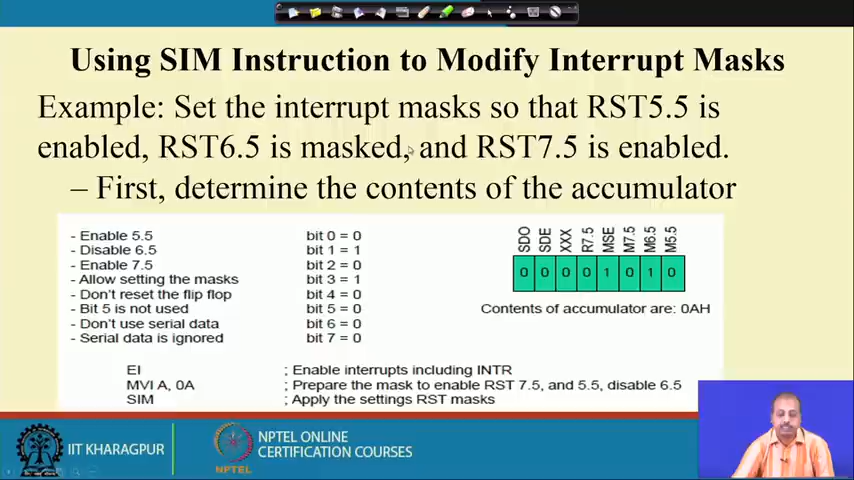 Using SIM Instruction to Modify Interrupt Masks
Example: Set the interrupt masks so that RST5.5 is
enabled, RST6.5 is masked, and RST7.5 is enabled.
– First, determine the contents of the accumulator
- Enable 5.5 bit 0 = 0
- Disable 6.5 bit 1 = 1
- Enable 7.5 bit 2 = 0
- Allow setting the masks bit 3 = 1
- Don't reset the flip flop bit 4 = 0
- Bit 5 is not used bit 5 = 0
- Don't use serial data bit 6 = 0
- Serial data is ignored bit 7 = 0
SDO SDE XXX R7.5 MSE M7.5 M6.5 M5.5
0 0 0 0 1 0 1 0
Contents of accumulator are: 0AH
EI ; Enable interrupts including INTR
MVI A, 0A ; Prepare the mask to enable RST 7.5, and 5.5, disable 6.5
SIM ; Apply the settings RST masks
IIT KHARAGPUR
NPTEL
NPTEL ONLINE
CERTIFICATION COURSES